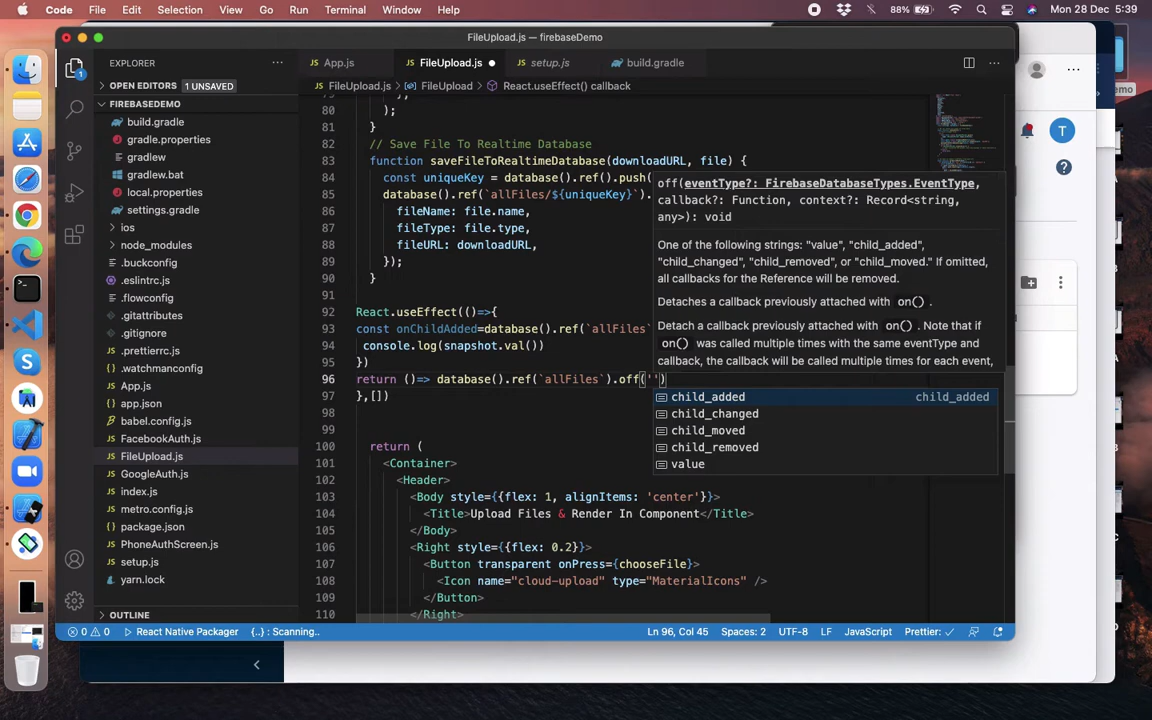 Code File Edit Selection View Go Run Terminal Window Help 88% Mon 28 Dec 5:39
FileUpload.js — firebaseDemo
EXPLORER ...
App.js FileUpload.js ● setup.js build.gradle
OPEN EDITORS 1 UNSAVED
FileUpload.js > FileUpload > React.useEffect() callback
FIREBASEDEMO
build.gradle
gradle.properties
gradlew
gradlew.bat
local.properties
settings.gradle
ios
node_modules
.buckconfig
.eslintrc.js
.flowconfig
.gitattributes
.gitignore
.prettierrc.js
.watchmanconfig
App.js
app.json
babel.config.js
FacebookAuth.js
FileUpload.js
GoogleAuth.js
index.js
metro.config.js
package.json
PhoneAuthScreen.js
setup.js
yarn.lock
OUTLINE
80 );
81 }
82 // Save File To Realtime Database
83 function saveFileToRealtimeDatabase(downloadURL, file) {
84 const uniqueKey = database().ref().push(
85 database().ref(`allFiles/${uniqueKey}`).
86 fileName: file.name,
87 fileType: file.type,
88 fileURL: downloadURL,
89 });
90 }
91
92 React.useEffect(()=>{
93 const onChildAdded=database().ref(`allFiles`
94 console.log(snapshot.val())
95 })
96 return ()=> database().ref(`allFiles`).off('')
97 },[])
98
99
100 return (
101 <Container>
102 <Header>
103 <Body style={{flex: 1, alignItems: 'center'}}>
104 <Title>Upload Files & Render In Component</Title>
105 </Body>
106 <Right style={{flex: 0.2}}>
107 <Button transparent onPress={chooseFile}>
108 <Icon name="cloud-upload" type="MaterialIcons" />
109 </Button>
110 </Right>
off(eventType?: FirebaseDatabaseTypes.EventType,
callback?: Function, context?: Record<string,
any>): void
One of the following strings: "value", "child_added",
"child_changed", "child_removed", or "child_moved." If omitted,
all callbacks for the Reference will be removed.
Detaches a callback previously attached with on() .
Detach a callback previously attached with on() . Note that if
on() was called multiple times with the same eventType and
callback, the callback will be called multiple times for each event,
child_added child_added
child_changed
child_moved
child_removed
value
1
T
emo
0 0 React Native Packager {..} : Scanning.. Ln 96, Col 45 Spaces: 2 UTF-8 LF JavaScript Prettier: ✓